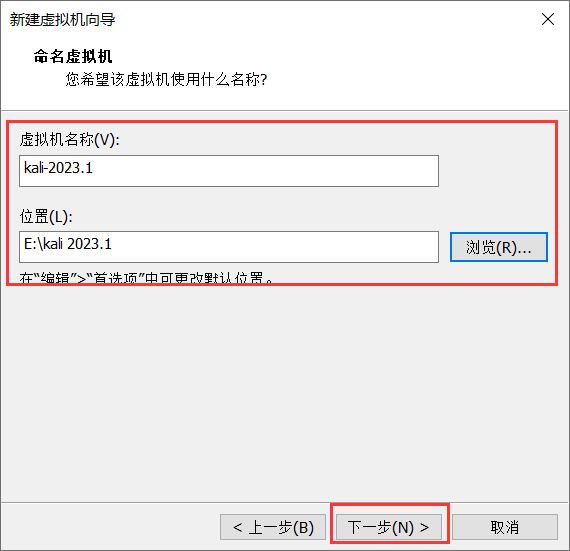 新建虚拟机向导
命名虚拟机
您希望该虚拟机使用什么名称?
虚拟机名称(V):
kali-2023.1
位置(L):
E:\kali 2023.1
浏览(R)...
在“编辑”>“首选项”中可更改默认位置。
< 上一步(B)
下一步(N) >
取消